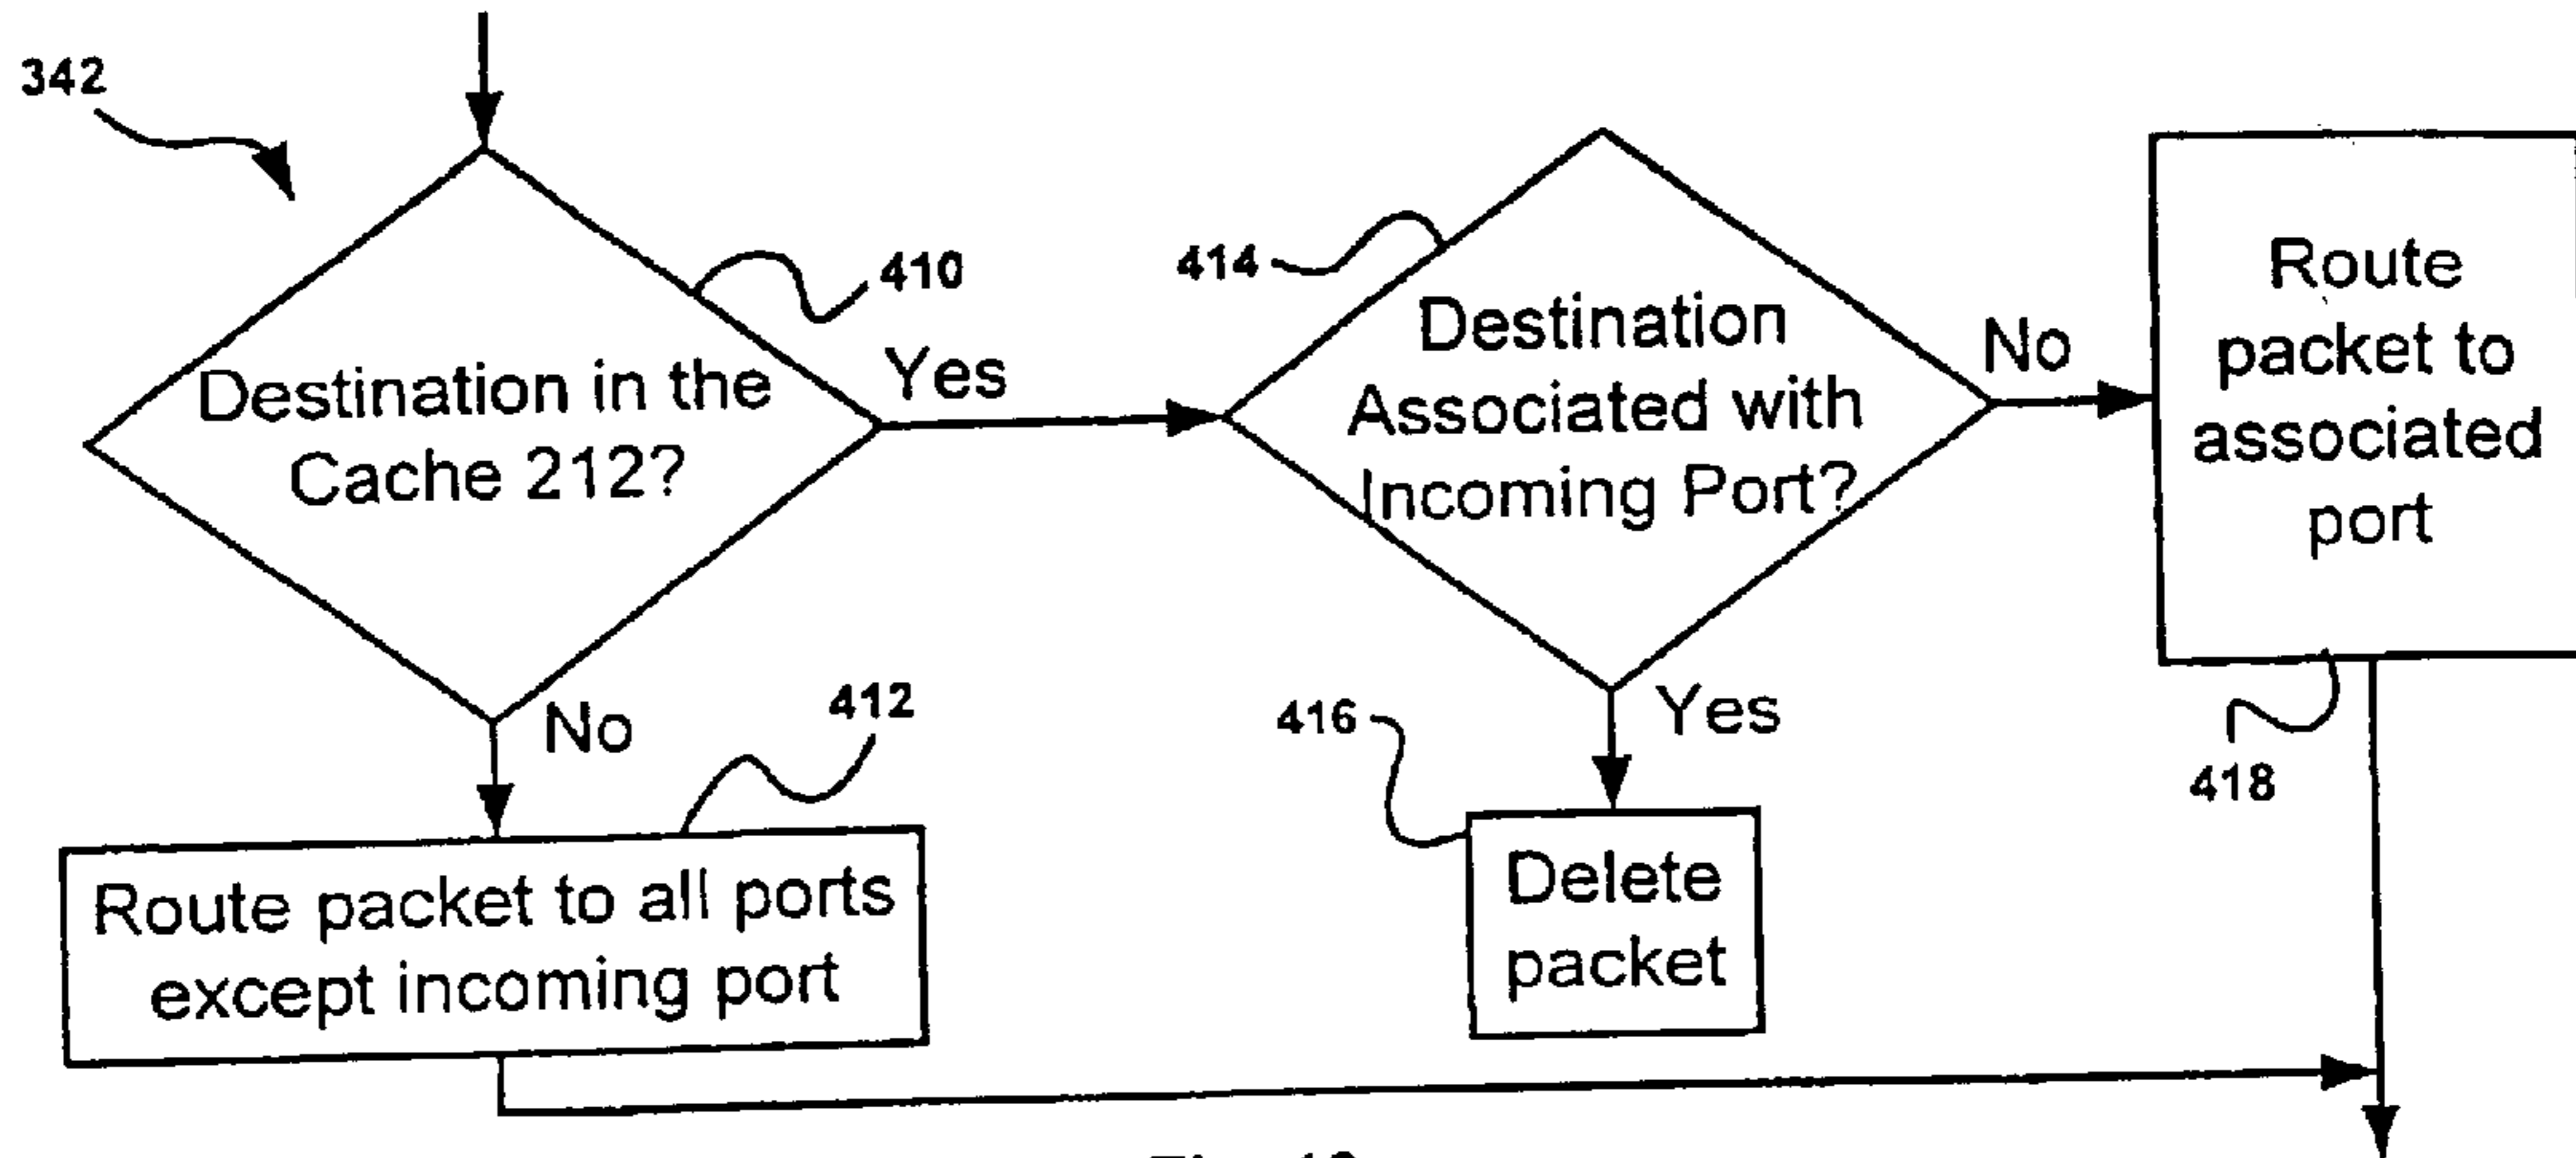 342
410
Destination in the
Cache 212?
Yes
No
412
Route packet to all ports
except incoming port
414
Destination
Associated with
Incoming Port?
No
Yes
416
Delete
packet
Route
packet to
associated
port
418